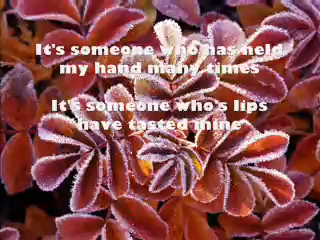 It's someone who has held
my hand many times
It's someone who's lips
have tasted mine